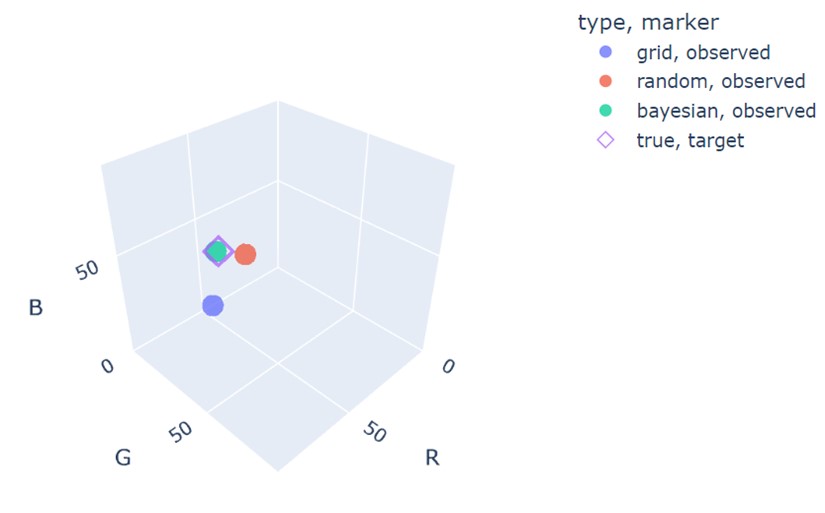 type, marker
grid, observed
random, observed
bayesian, observed
true, target
50
B
0
0
50
50
G
R